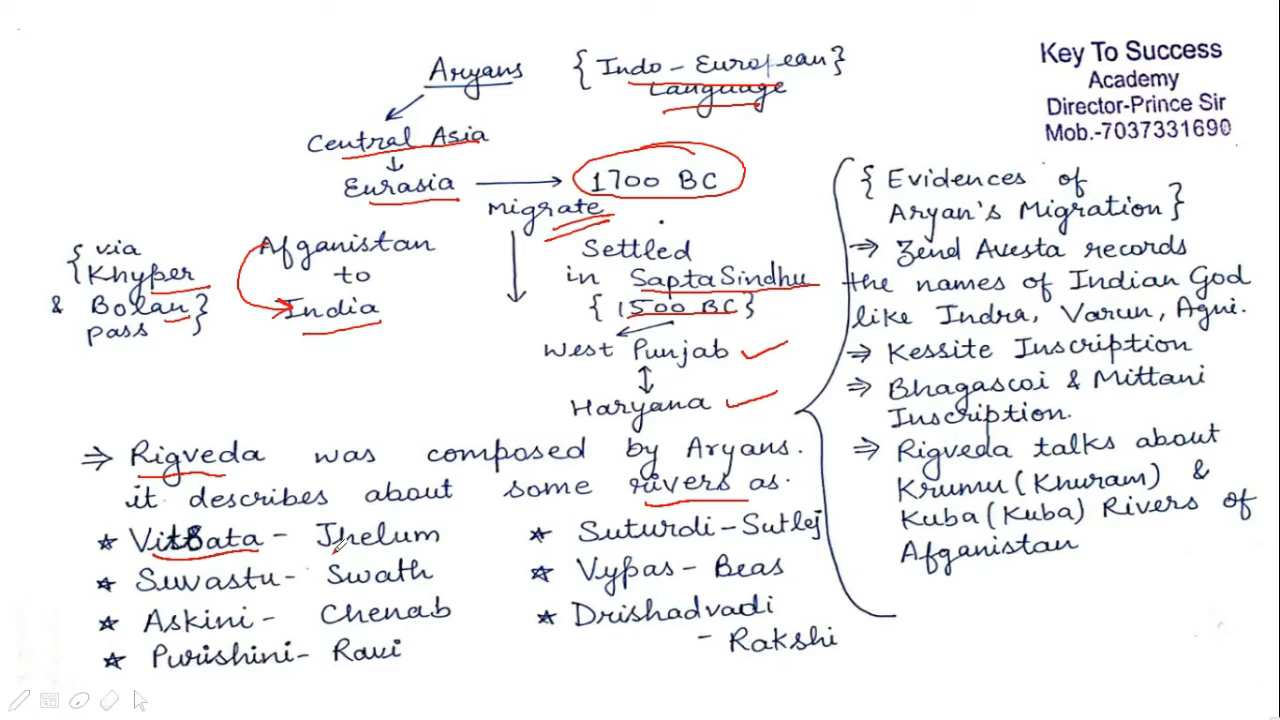 Aryans { Indo - European }
Language
Central Asia
Eurasia
Migrate
1700 BC
{ via
Khyper
& Bolan }
pass
Afganistan
to
India
Settled
in SaptaSindhu
{ 1500 BC }
West Punjab
Haryana
⇒ Rigveda was composed by Aryans.
it describes about some rivers as.
☆ Vitsata - Jhelum
☆ Suvastu - Swath
☆ Askini - Chenab
☆ Purishini - Ravi
☆ Suturdi - Sutlej
☆ Vypas - Beas
☆ Drishadvadi
- Rakshi
Key To Success
Academy
Director-Prince Sir
Mob.-7037331690
{ Evidences of
Aryan's Migration }
⇒ Zend Avesta records
the names of Indian God
like Indra, Varun, Agni.
⇒ Kessite Inscription
⇒ Bhagascoi & Mittani
Inscription.
⇒ Rigveda talks about
Krumu (Khuram) &
Kuba (Kuba) Rivers of
Afganistan